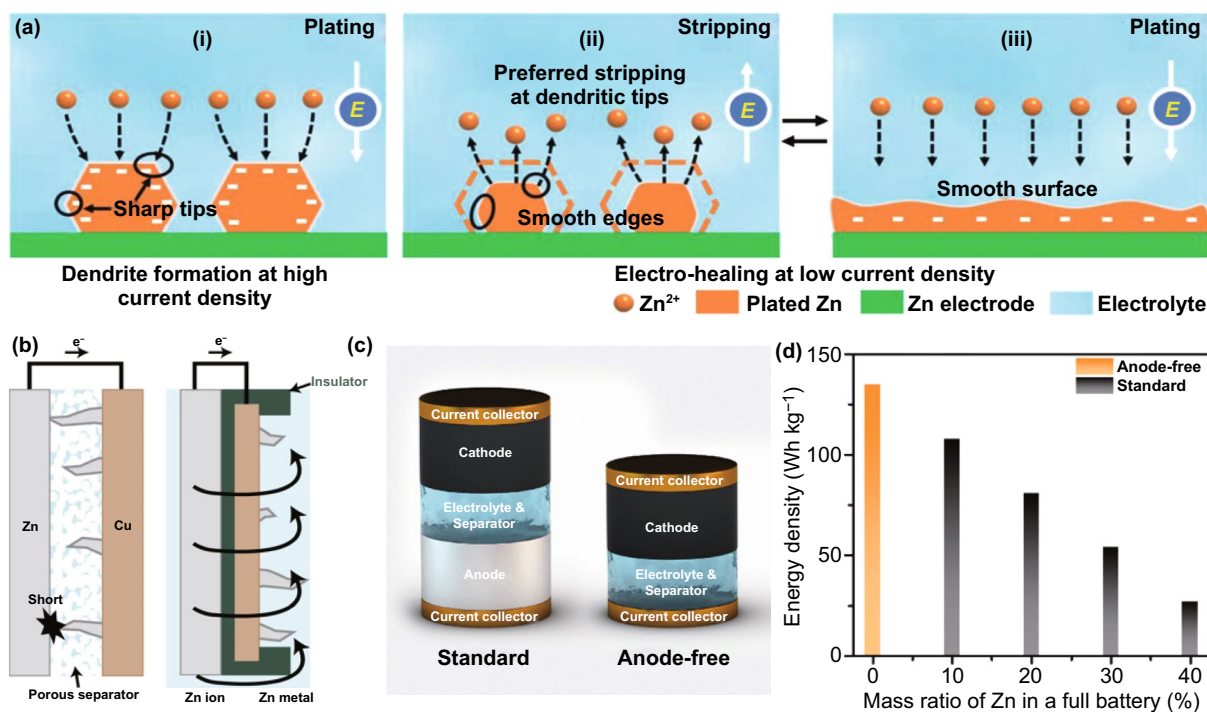 (a)
(i)
Plating
E
Sharp tips
Dendrite formation at high
current density
(ii)
Stripping
Preferred stripping
at dendritic tips
E
Smooth edges
(iii)
Plating
E
Smooth surface
Electro-healing at low current density
Zn²⁺ Plated Zn Zn electrode Electrolyte
(b)
e⁻
Zn
Cu
Short
Porous separator
e⁻
Insulator
Zn ion
Zn metal
(c)
Current collector
Cathode
Electrolyte &
Separator
Anode
Current collector
Standard
Current collector
Cathode
Electrolyte &
Separator
Current collector
Anode-free
(d)
Energy density (Wh kg⁻¹)
150
100
50
0
Anode-free
Standard
0 10 20 30 40
Mass ratio of Zn in a full battery (%)